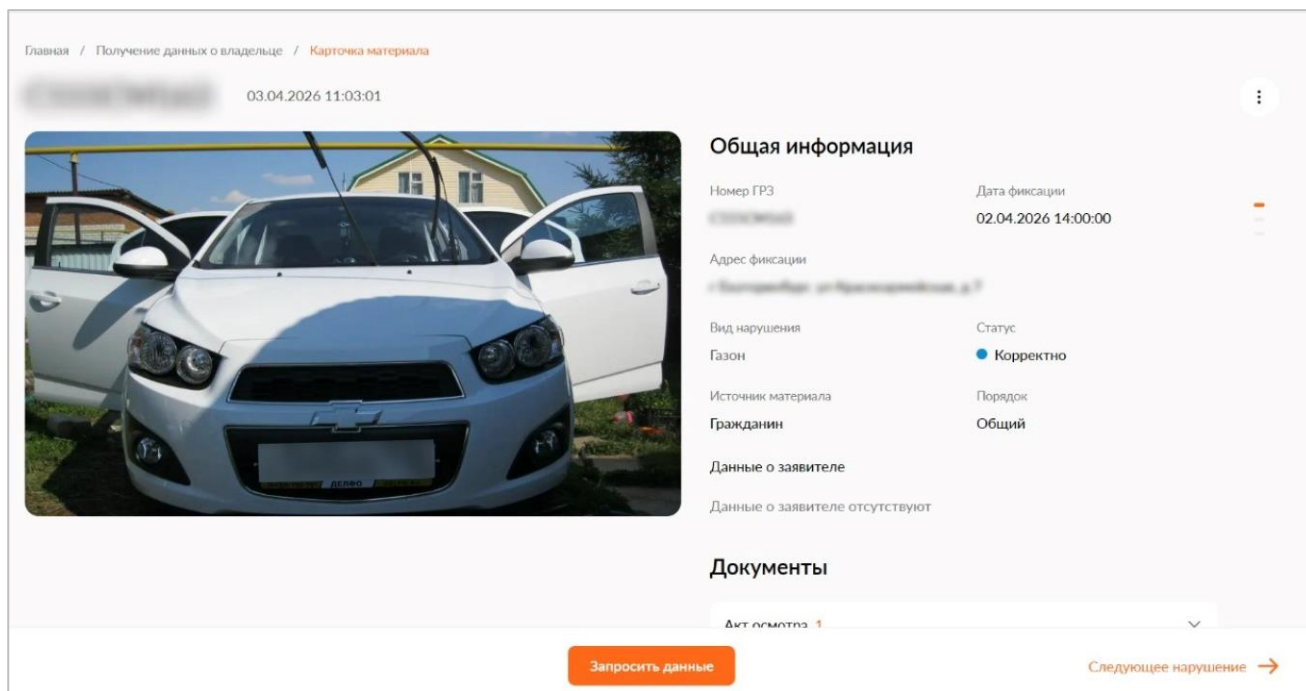 Главная / Получение данных о владельце / Карточка материала
03.04.2026 11:03:01
Общая информация
Номер ГРЗ
Дата фиксации
02.04.2026 14:00:00
Адрес фиксации
Вид нарушения
Статус
Газон
Корректно
Источник материала
Порядок
Гражданин
Общий
Данные о заявителе
Данные о заявителе отсутствуют
Документы
Акт осмотра 1
ДЕЛФО
Запросить данные
Следующее нарушение →